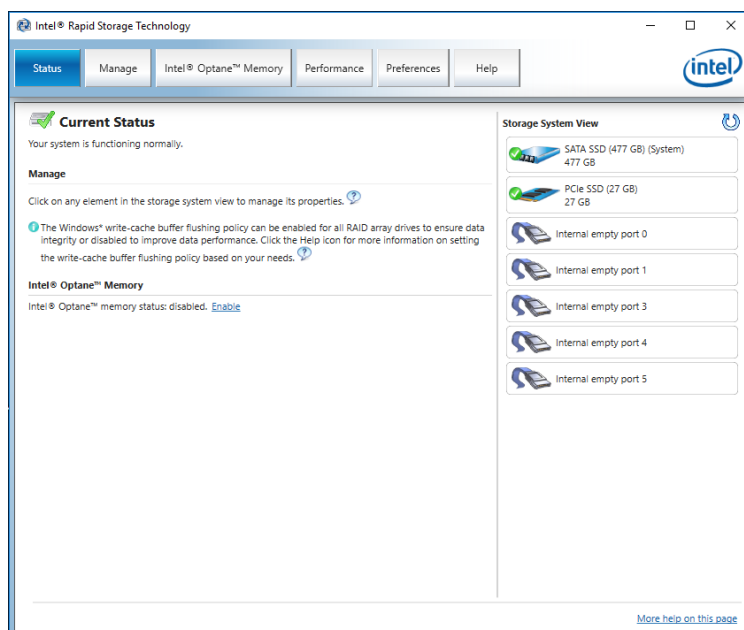 Intel® Rapid Storage Technology
Status
Manage
Intel® Optane™ Memory
Performance
Preferences
Help
intel
Current Status
Your system is functioning normally.
Manage
Click on any element in the storage system view to manage its properties.
The Windows* write-cache buffer flushing policy can be enabled for all RAID array drives to ensure data
integrity or disabled to improve data performance. Click the Help icon for more information on setting
the write-cache buffer flushing policy based on your needs.
Intel® Optane™ Memory
Intel® Optane™ memory status: disabled. Enable
Storage System View
SATA SSD (477 GB) (System)
477 GB
PCIe SSD (27 GB)
27 GB
Internal empty port 0
Internal empty port 1
Internal empty port 3
Internal empty port 4
Internal empty port 5
More help on this page